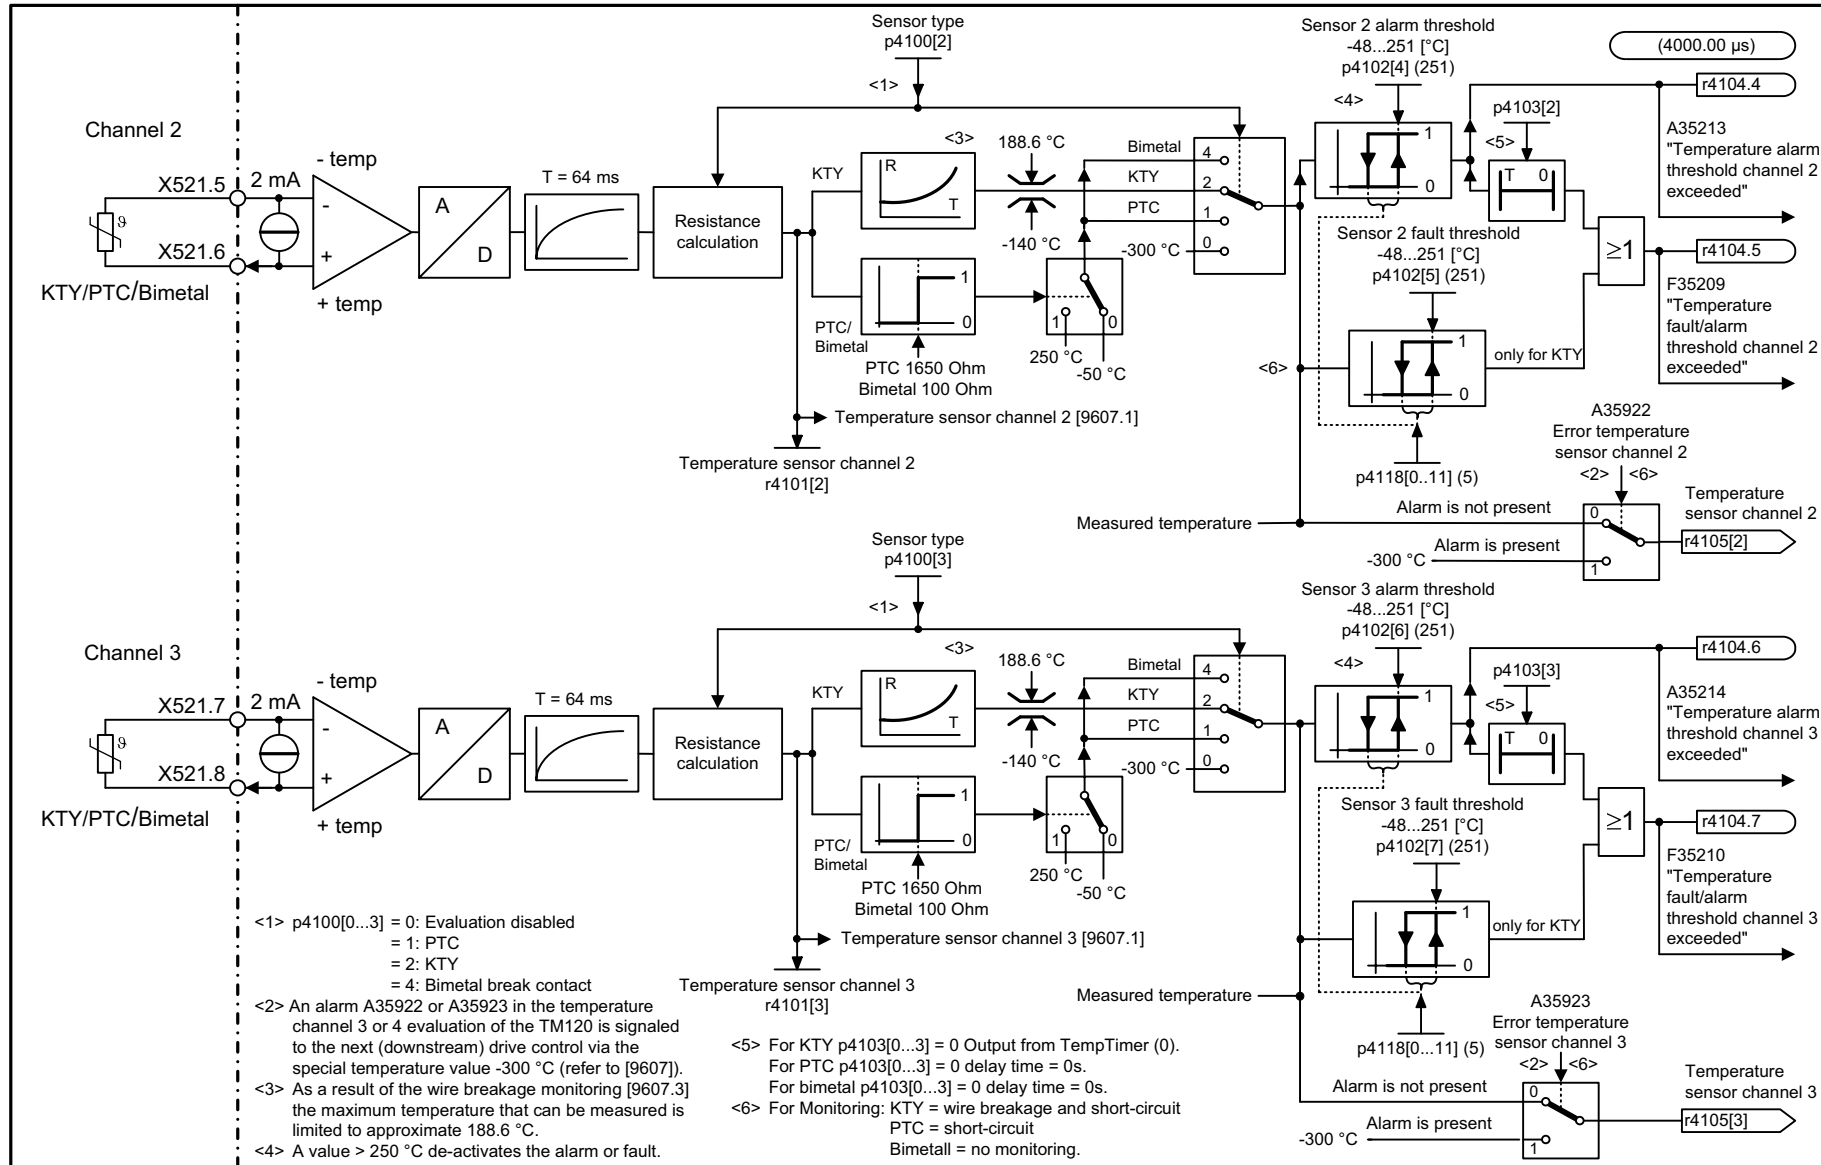 Sensor type
p4100[2]
<1>
Sensor 2 alarm threshold
-48...251 [°C]
p4102[4] (251)
<4>
(4000.00 µs)
r4104.4
p4103[2]
<5>
A35213
"Temperature alarm
threshold channel 2
exceeded"
Channel 2
X521.5
X521.6
ϑ
KTY/PTC/Bimetal
2 mA
- temp
-
+
+ temp
A
D
T = 64 ms
Resistance
calculation
KTY
<3>
R
T
188.6 °C
-140 °C
PTC/
Bimetal
1
0
PTC 1650 Ohm
Bimetal 100 Ohm
1
0
250 °C
-50 °C
Bimetal
KTY
PTC
-300 °C
4
2
1
0
1
0
T
0
Sensor 2 fault threshold
-48...251 [°C]
p4102[5] (251)
≥1
r4104.5
F35209
"Temperature
fault/alarm
threshold channel 2
exceeded"
1
0
only for KTY
<6>
p4118[0..11] (5)
Temperature sensor channel 2 [9607.1]
Temperature sensor channel 2
r4101[2]
A35922
Error temperature
sensor channel 2
<2>
<6>
Measured temperature
Alarm is not present
Alarm is present
-300 °C
0
1
Temperature
sensor channel 2
r4105[2]
Sensor type
p4100[3]
<1>
Sensor 3 alarm threshold
-48...251 [°C]
p4102[6] (251)
<4>
r4104.6
p4103[3]
<5>
A35214
"Temperature alarm
threshold channel 3
exceeded"
Channel 3
X521.7
X521.8
ϑ
KTY/PTC/Bimetal
2 mA
- temp
-
+
+ temp
A
D
T = 64 ms
Resistance
calculation
KTY
<3>
R
T
188.6 °C
-140 °C
PTC/
Bimetal
1
0
PTC 1650 Ohm
Bimetal 100 Ohm
1
0
250 °C
-50 °C
Bimetal
KTY
PTC
-300 °C
4
2
1
0
1
0
T
0
Sensor 3 fault threshold
-48...251 [°C]
p4102[7] (251)
≥1
r4104.7
F35210
"Temperature
fault/alarm
threshold channel 3
exceeded"
1
0
only for KTY
p4118[0...11] (5)
Temperature sensor channel 3 [9607.1]
Temperature sensor channel 3
r4101[3]
Measured temperature
A35923
Error temperature
sensor channel 3
<2>
<6>
Alarm is not present
Alarm is present
-300 °C
0
1
Temperature
sensor channel 3
r4105[3]
<1> p4100[0...3] = 0: Evaluation disabled
= 1: PTC
= 2: KTY
= 4: Bimetal break contact
<2> An alarm A35922 or A35923 in the temperature
channel 3 or 4 evaluation of the TM120 is signaled
to the next (downstream) drive control via the
special temperature value -300 °C (refer to [9607]).
<3> As a result of the wire breakage monitoring [9607.3]
the maximum temperature that can be measured is
limited to approximate 188.6 °C.
<4> A value > 250 °C de-activates the alarm or fault.
<5> For KTY p4103[0...3] = 0 Output from TempTimer (0).
For PTC p4103[0...3] = 0 delay time = 0s.
For bimetal p4103[0...3] = 0 delay time = 0s.
<6> For Monitoring: KTY = wire breakage and short-circuit
PTC = short-circuit
Bimetall = no monitoring.